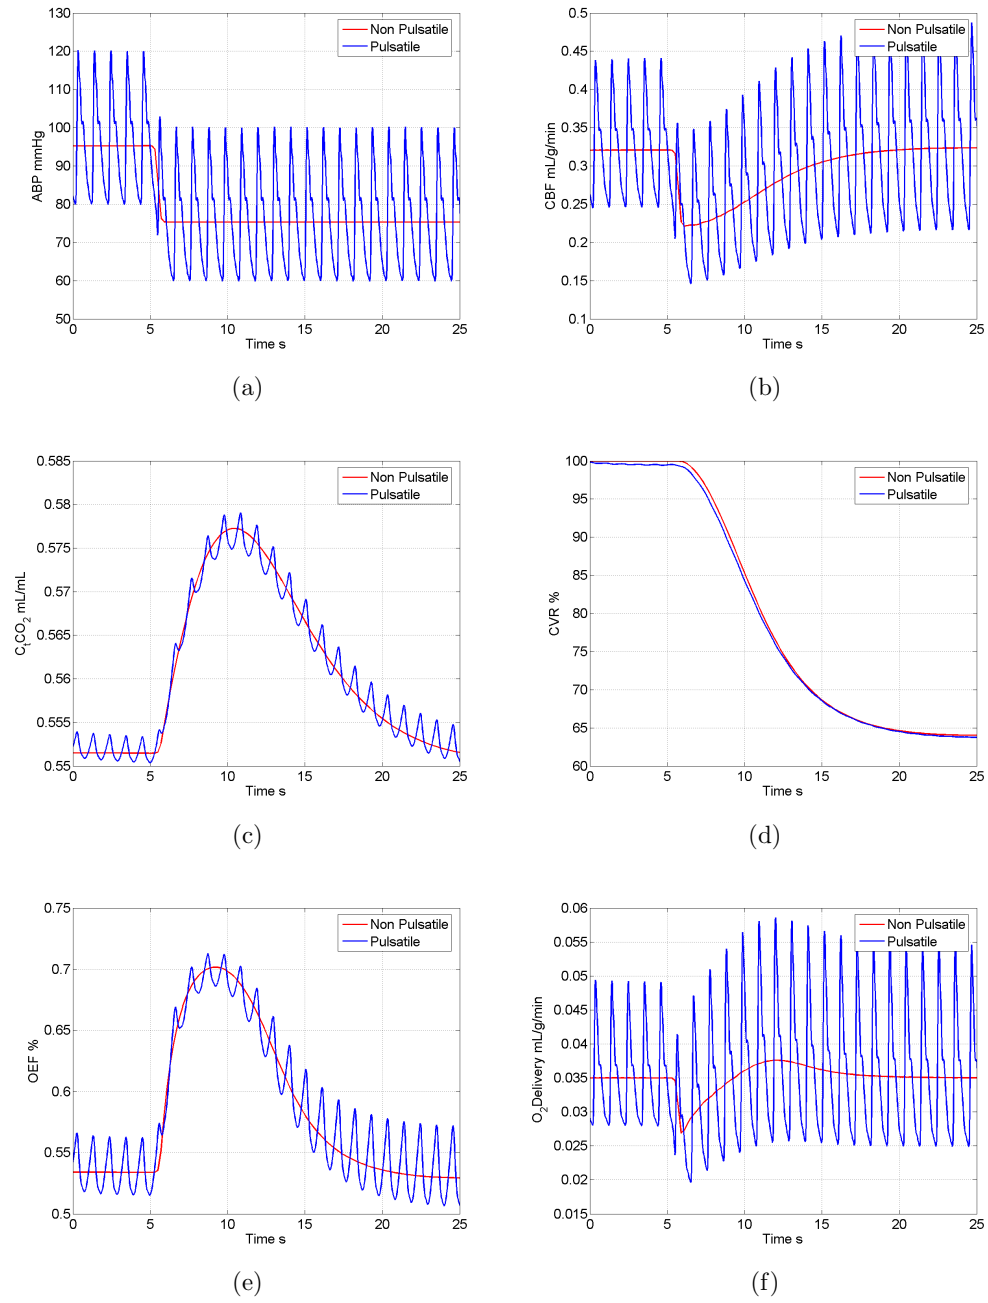 130
120
110
100
90
80
70
60
50
ABP mmHg
0 5 10 15 20 25
Time s
Non Pulsatile
Pulsatile
(a)
0.5
0.45
0.4
0.35
0.3
0.25
0.2
0.15
0.1
CBF mL/g/min
0 5 10 15 20 25
Time s
Non Pulsatile
Pulsatile
(b)
0.585
0.58
0.575
0.57
0.565
0.56
0.555
0.55
CtCO2 mL/mL
0 5 10 15 20 25
Time s
Non Pulsatile
Pulsatile
(c)
100
95
90
85
80
75
70
65
60
CVR %
0 5 10 15 20 25
Time s
Non Pulsatile
Pulsatile
(d)
0.75
0.7
0.65
0.6
0.55
0.5
OEF %
0 5 10 15 20 25
Time s
Non Pulsatile
Pulsatile
(e)
0.06
0.055
0.05
0.045
0.04
0.035
0.03
0.025
0.02
0.015
O2Delivery mL/g/min
0 5 10 15 20 25
Time s
Non Pulsatile
Pulsatile
(f)